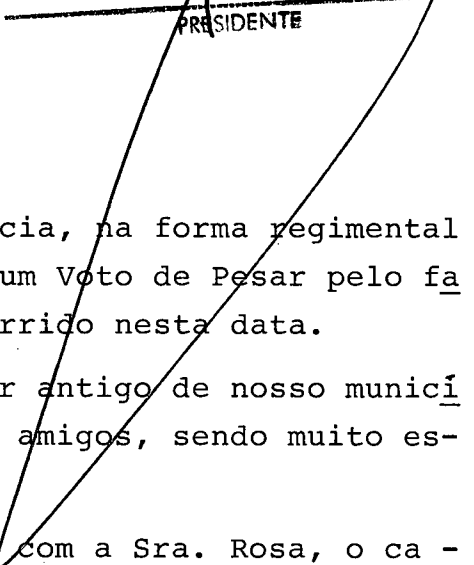 PRESIDENTE
cia, na forma regimental
um Voto de Pesar pelo fa
rrido nesta data.
r antigo de nosso municí
amigos, sendo muito es-
com a Sra. Rosa, o ca -